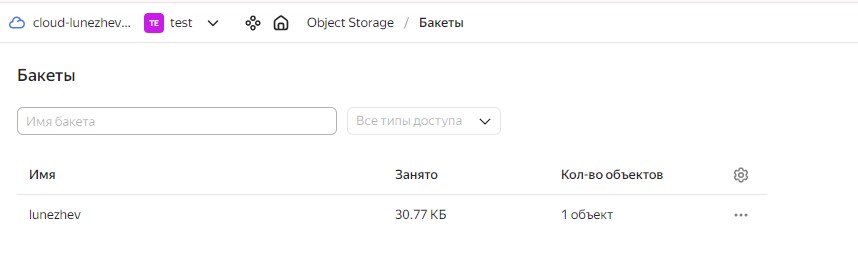 cloud-lunezhev... TE test Object Storage / Бакеты
Бакеты
Имя бакета Все типы доступа
Имя Занято Кол-во объектов
lunezhev 30.77 КБ 1 объект